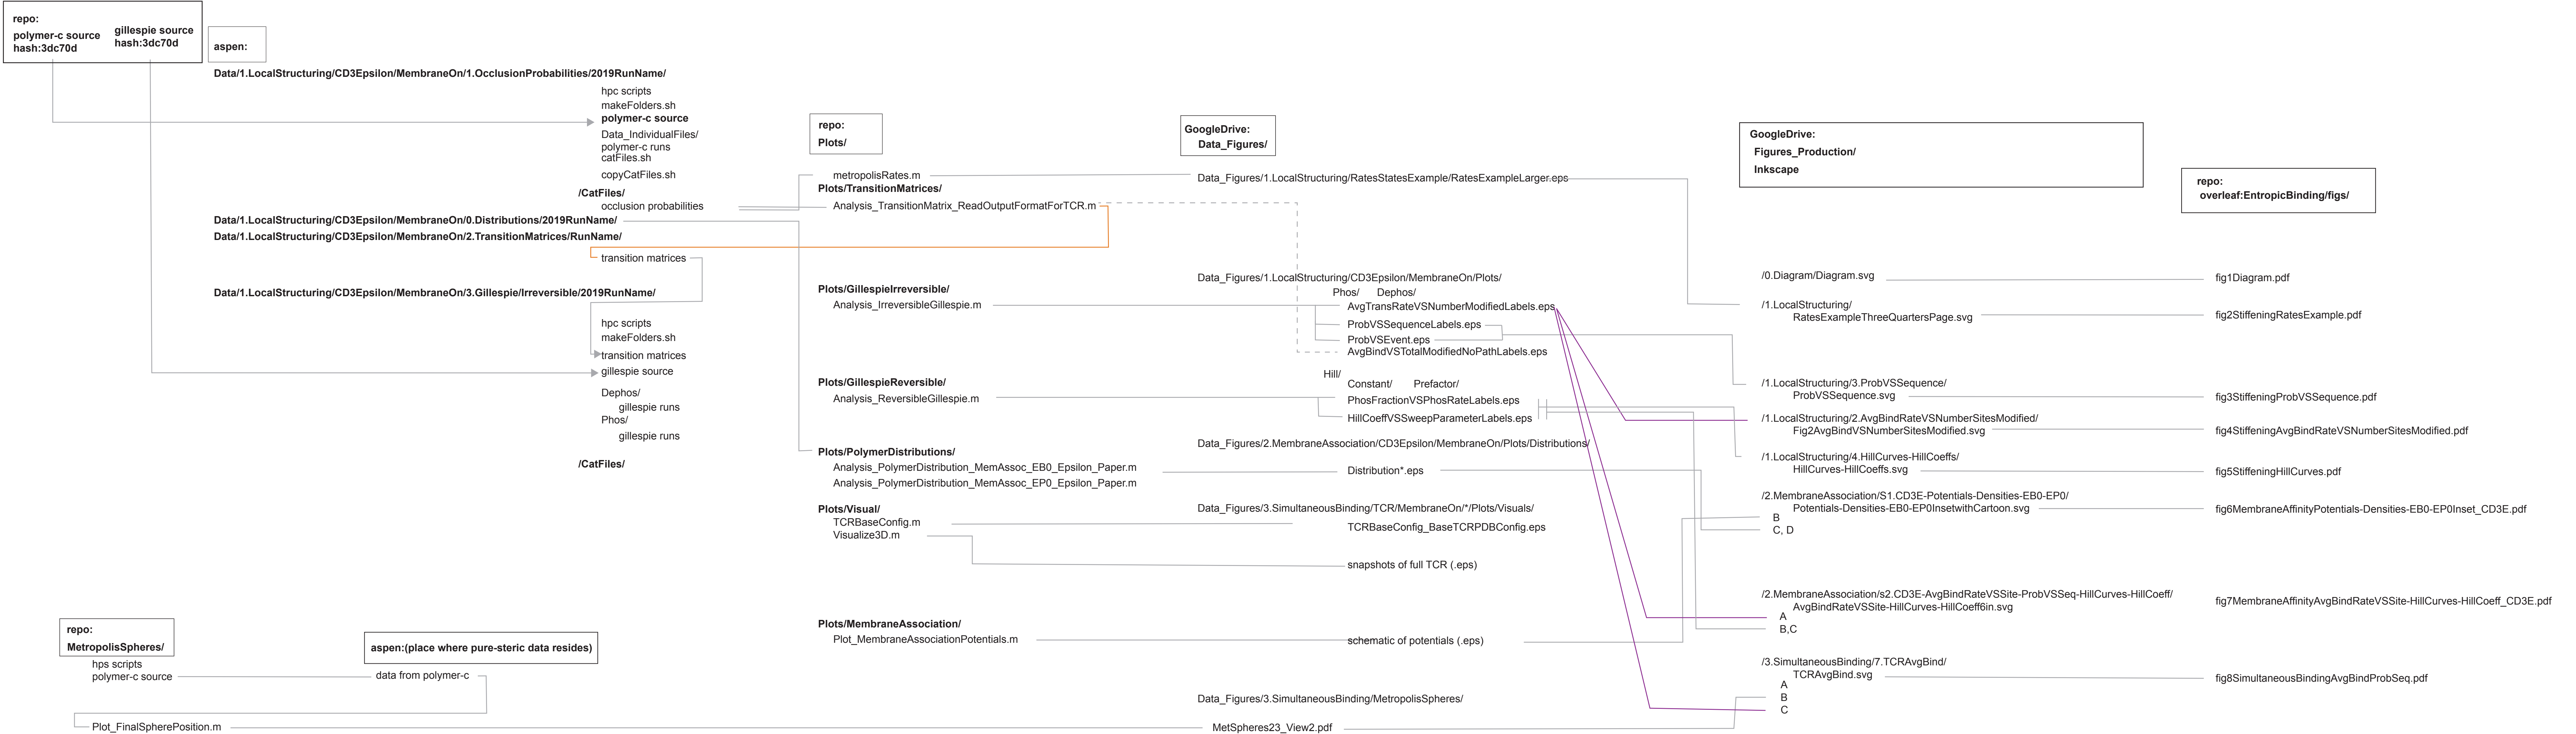 repo:
polymer-c source
hash:3dc70d
gillespie source
hash:3dc70d
aspen:
Data/1.LocalStructuring/CD3Epsilon/MembraneOn/1.OcclusionProbabilities/2019RunName/
hpc scripts
makeFolders.sh
polymer-c source
Data_IndividualFiles/
polymer-c runs
catFiles.sh
copyCatFiles.sh
/CatFiles/
occlusion probabilities
Data/1.LocalStructuring/CD3Epsilon/MembraneOn/0.Distributions/2019RunName/
Data/1.LocalStructuring/CD3Epsilon/MembraneOn/2.TransitionMatrices/RunName/
transition matrices
Data/1.LocalStructuring/CD3Epsilon/MembraneOn/3.Gillespie/Irreversible/2019RunName/
hpc scripts
makeFolders.sh
transition matrices
gillespie source
Dephos/
gillespie runs
Phos/
gillespie runs
/CatFiles/
repo:
MetropolisSpheres/
hps scripts
polymer-c source
aspen:(place where pure-steric data resides)
data from polymer-c
Plot_FinalSpherePosition.m
repo:
Plots/
metropolisRates.m
Plots/TransitionMatrices/
Analysis_TransitionMatrix_ReadOutputFormatForTCR.m
Plots/GillespieIrreversible/
Analysis_IrreversibleGillespie.m
Plots/GillespieReversible/
Analysis_ReversibleGillespie.m
Plots/PolymerDistributions/
Analysis_PolymerDistribution_MemAssoc_EB0_Epsilon_Paper.m
Analysis_PolymerDistribution_MemAssoc_EP0_Epsilon_Paper.m
Plots/Visual/
TCRBaseConfig.m
Visualize3D.m
Plots/MembraneAssociation/
Plot_MembraneAssociationPotentials.m
GoogleDrive:
Data_Figures/
Data_Figures/1.LocalStructuring/RatesStatesExample/RatesExampleLarger.eps
Data_Figures/1.LocalStructuring/CD3Epsilon/MembraneOn/Plots/
Phos/ Dephos/
AvgTransRateVSNumberModifiedLabels.eps
ProbVSSequenceLabels.eps
ProbVSEvent.eps
AvgBindVSTotalModifiedNoPathLabels.eps
Hill/
Constant/ Prefactor/
PhosFractionVSPhosRateLabels.eps
HillCoeffVSSweepParameterLabels.eps
Data_Figures/2.MembraneAssociation/CD3Epsilon/MembraneOn/Plots/Distributions/
Distribution*.eps
Data_Figures/3.SimultaneousBinding/TCR/MembraneOn/*/Plots/Visuals/
TCRBaseConfig_BaseTCRPDBConfig.eps
snapshots of full TCR (.eps)
schematic of potentials (.eps)
Data_Figures/3.SimultaneousBinding/MetropolisSpheres/
MetSpheres23_View2.pdf
GoogleDrive:
Figures_Production/
Inkscape
/0.Diagram/Diagram.svg
/1.LocalStructuring/
RatesExampleThreeQuartersPage.svg
/1.LocalStructuring/3.ProbVSSequence/
ProbVSSequence.svg
/1.LocalStructuring/2.AvgBindRateVSNumberSitesModified/
Fig2AvgBindVSNumberSitesModified.svg
/1.LocalStructuring/4.HillCurves-HillCoeffs/
HillCurves-HillCoeffs.svg
/2.MembraneAssociation/S1.CD3E-Potentials-Densities-EB0-EP0/
Potentials-Densities-EB0-EP0InsetwithCartoon.svg
B
C, D
/2.MembraneAssociation/s2.CD3E-AvgBindRateVSSite-ProbVSSeq-HillCurves-HillCoeff/
AvgBindRateVSSite-HillCurves-HillCoeff6in.svg
A
B,C
/3.SimultaneousBinding/7.TCRAvgBind/
TCRAvgBind.svg
A
B
C
repo:
overleaf:EntropicBinding/figs/
fig1Diagram.pdf
fig2StiffeningRatesExample.pdf
fig3StiffeningProbVSSequence.pdf
fig4StiffeningAvgBindRateVSNumberSitesModified.pdf
fig5StiffeningHillCurves.pdf
fig6MembraneAffinityPotentials-Densities-EB0-EP0Inset_CD3E.pdf
fig7MembraneAffinityAvgBindRateVSSite-HillCurves-HillCoeff_CD3E.pdf
fig8SimultaneousBindingAvgBindProbSeq.pdf